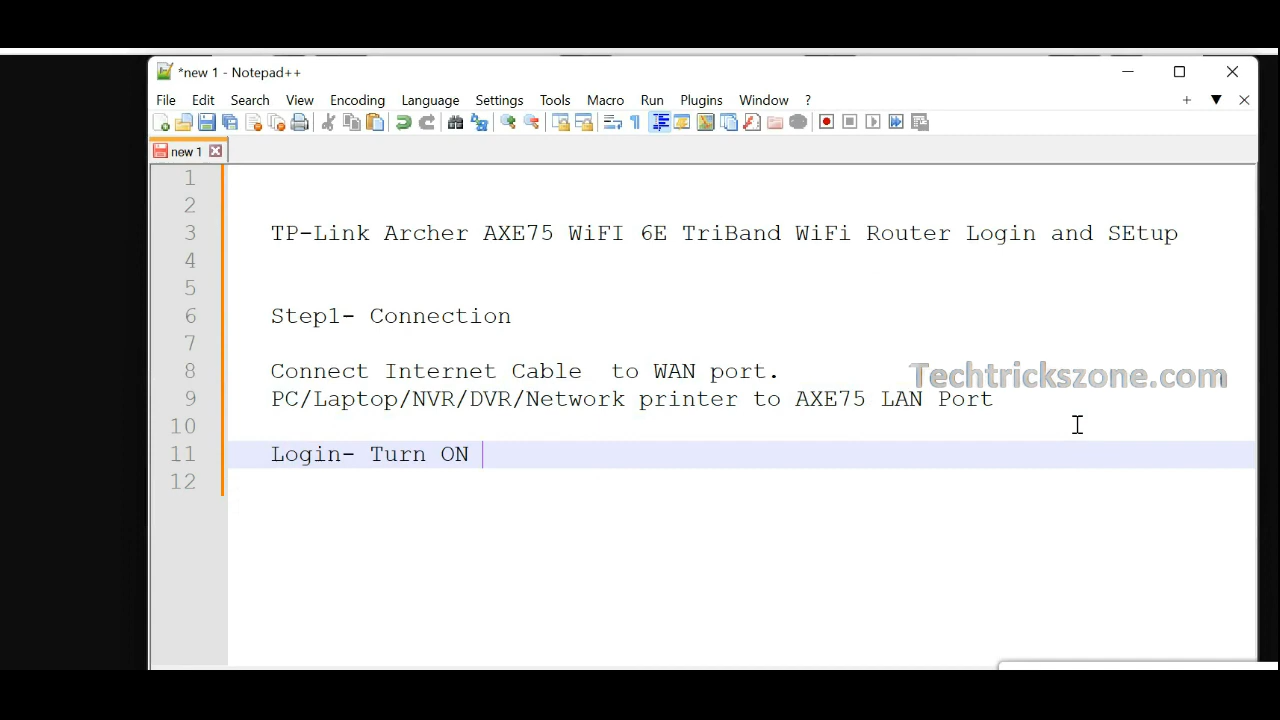 *new 1 - Notepad++
File Edit Search View Encoding Language Settings Tools Macro Run Plugins Window ?
new 1
1
2
3 TP-Link Archer AXE75 WiFI 6E TriBand WiFi Router Login and SEtup
4
5
6 Step1- Connection
7
8 Connect Internet Cable to WAN port.
Techtrickszone.com
9 PC/Laptop/NVR/DVR/Network printer to AXE75 LAN Port
10
11 Login- Turn ON
12